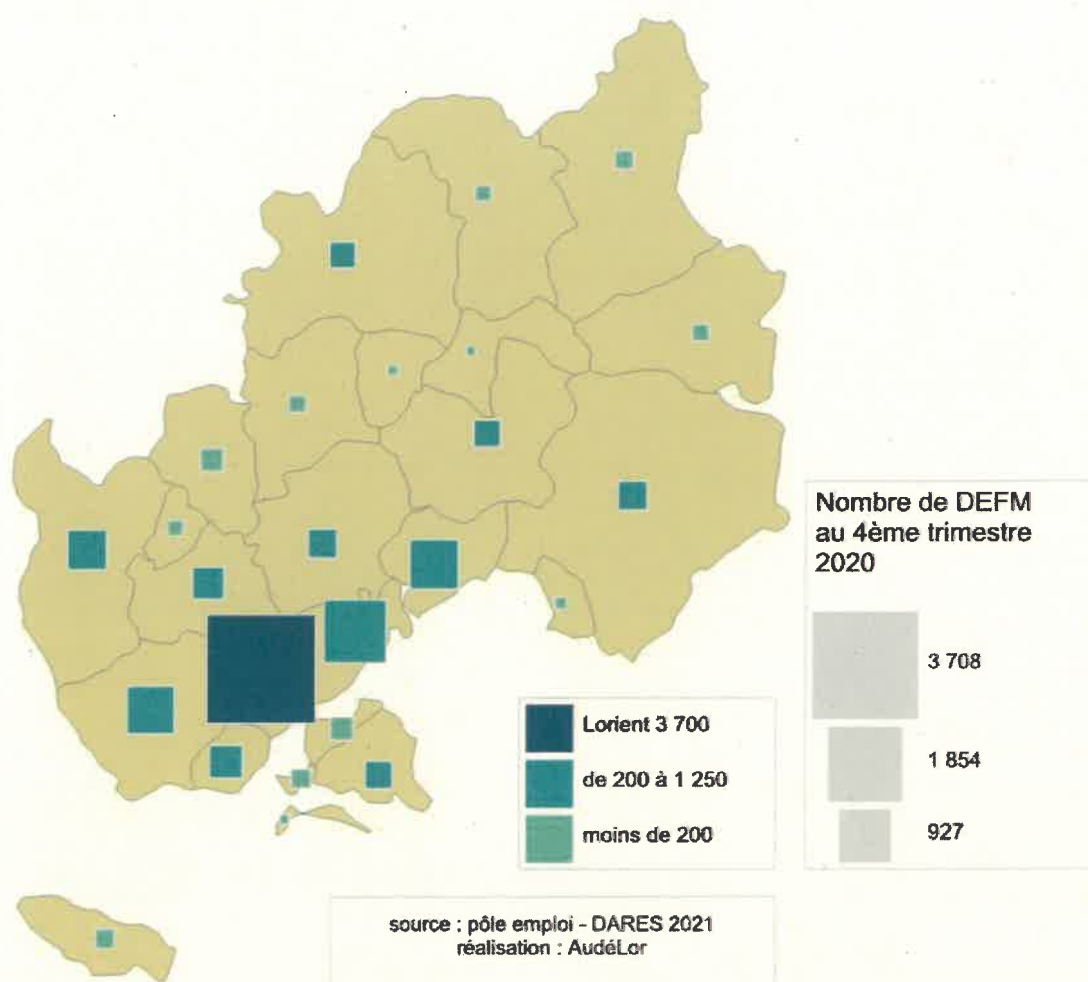 Nombre de DEFM
au 4ème trimestre
2020
3 708
1 854
927
Lorient 3 700
de 200 à 1 250
moins de 200
source : pôle emploi - DARES 2021
réalisation : AudéLor